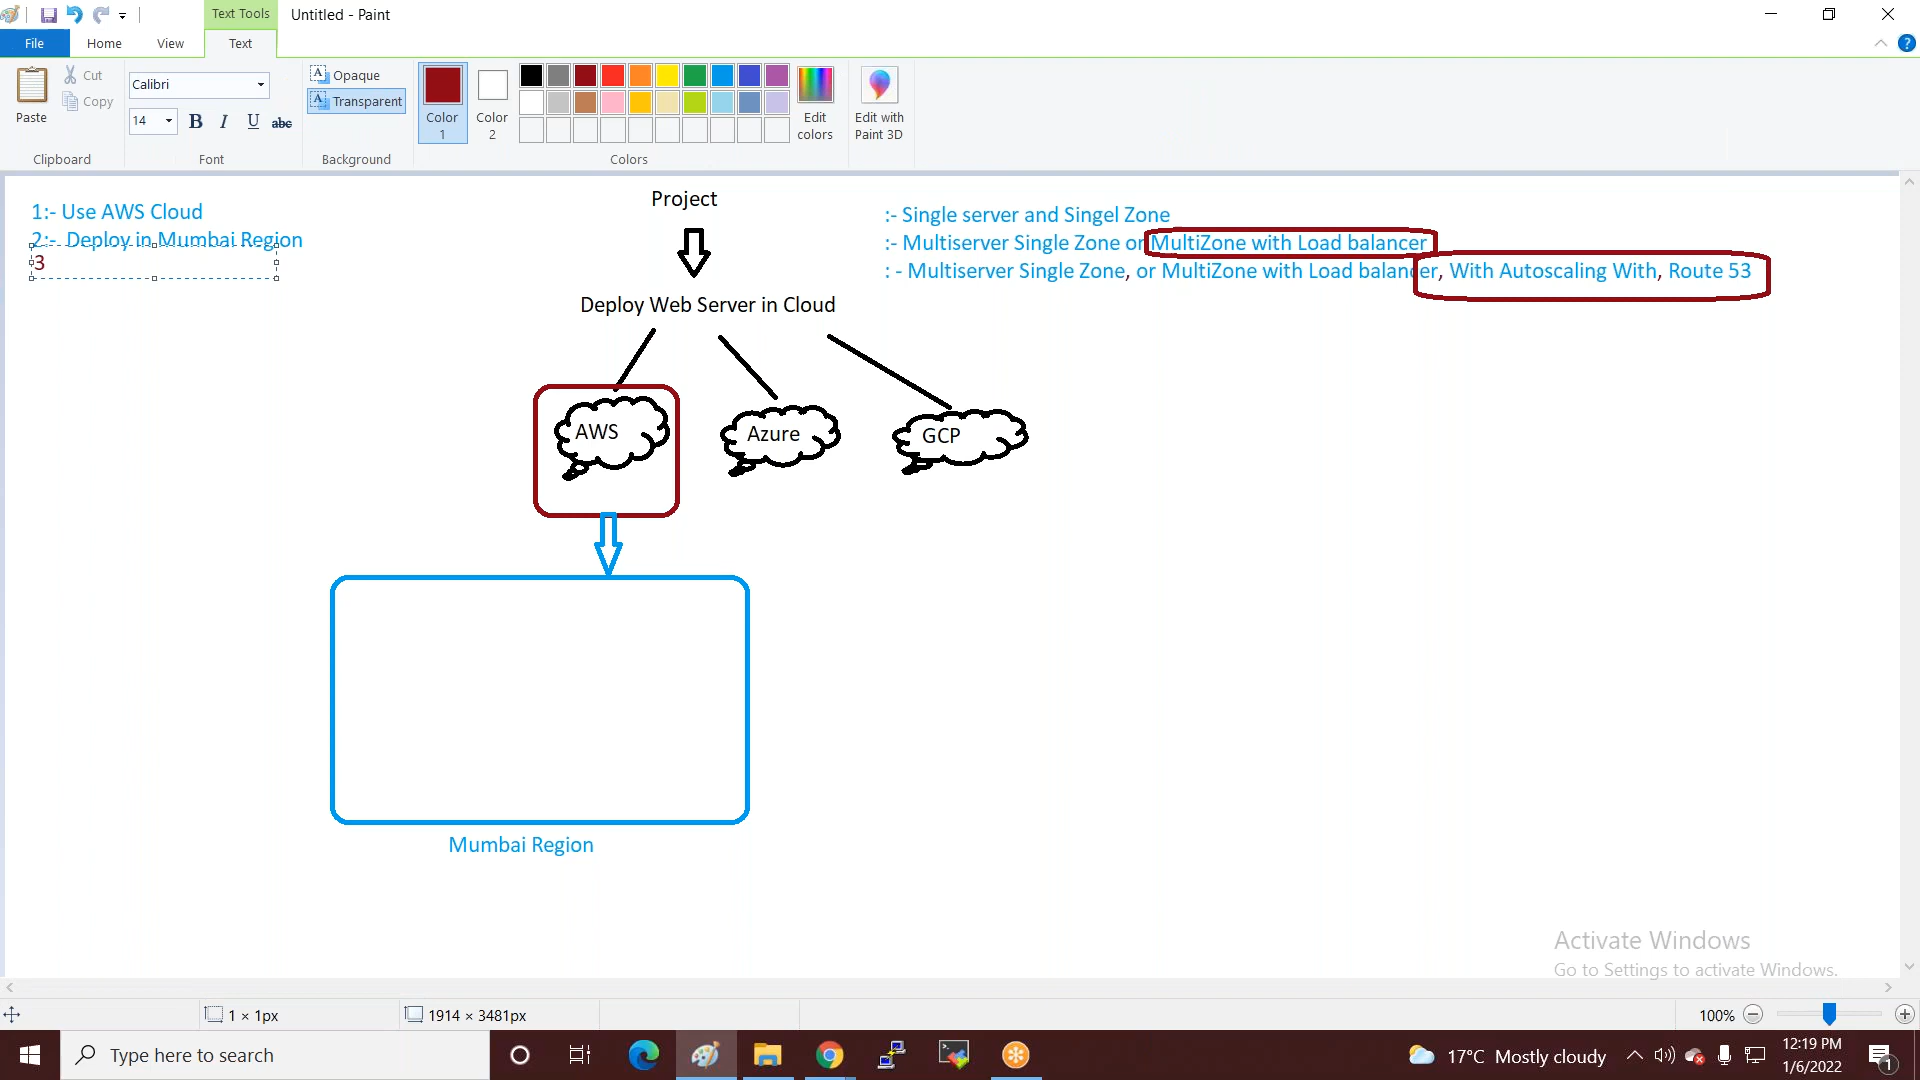 Text Tools
Untitled - Paint
File
Home
View
Text
Paste
Cut
Copy
Clipboard
Calibri
14
B I U abc
Font
Opaque
Transparent
Background
Color 1
Color 2
Colors
Edit colors
Edit with Paint 3D
1:- Use AWS Cloud
2:- Deploy in Mumbai Region
3
Project
Deploy Web Server in Cloud
AWS
Azure
GCP
Mumbai Region
:- Single server and Singel Zone
:- Multiserver Single Zone or MultiZone with Load balancer
: - Multiserver Single Zone, or MultiZone with Load balancer, With Autoscaling With, Route 53
Activate Windows
Go to Settings to activate Windows.
1 × 1px
1914 × 3481px
100%
Type here to search
17°C Mostly cloudy
12:19 PM
1/6/2022
1